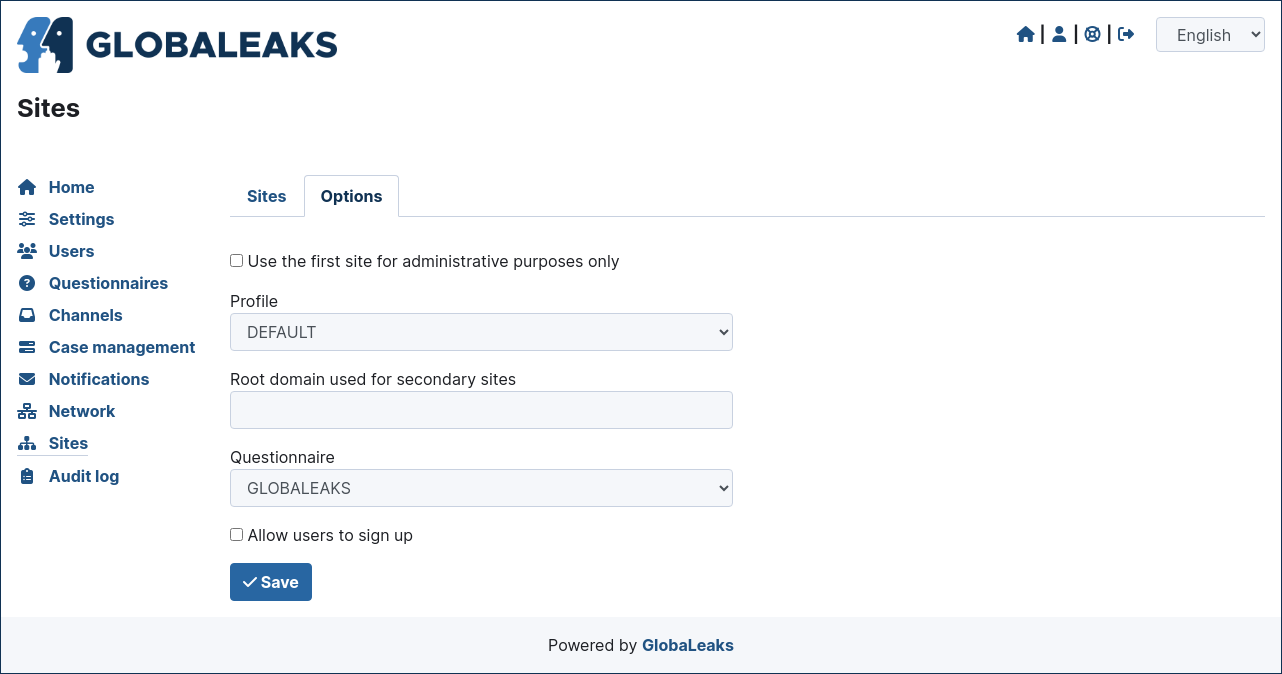 GLOBALEAKS
| | |
English
Sites
Home
Settings
Users
Questionnaires
Channels
Case management
Notifications
Network
Sites
Audit log
Sites Options
Use the first site for administrative purposes only
Profile
DEFAULT
Root domain used for secondary sites
Questionnaire
GLOBALEAKS
Allow users to sign up
Save
Powered by GlobaLeaks